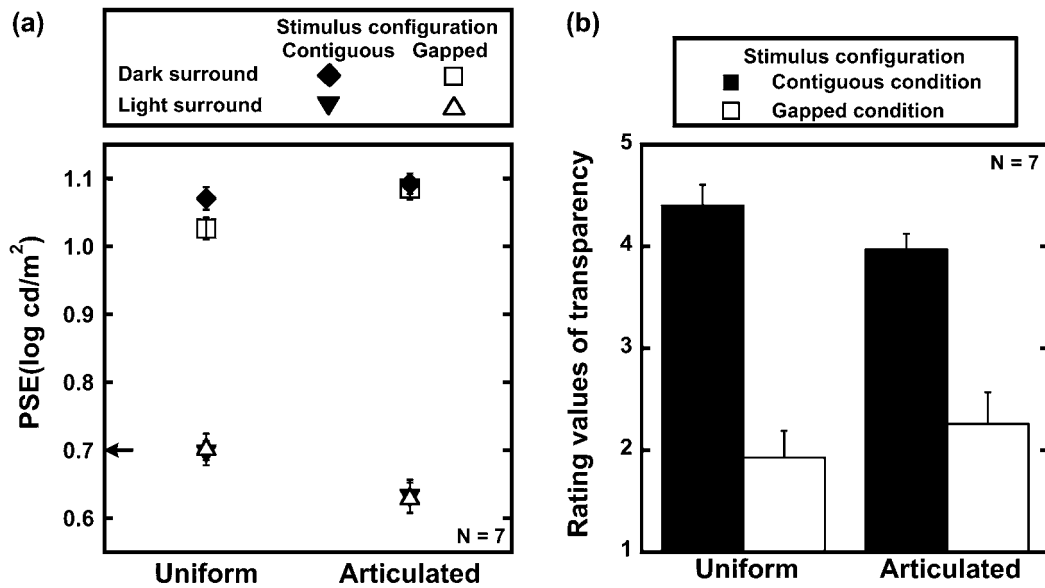 (a)
Stimulus configuration
Contiguous Gapped
Dark surround
Light surround
PSE(log cd/m²)
1.1
1.0
0.9
0.8
0.7
0.6
N = 7
Uniform Articulated
(b)
Stimulus configuration
Contiguous condition
Gapped condition
Rating values of transparency
5
4
3
2
1
N = 7
Uniform Articulated